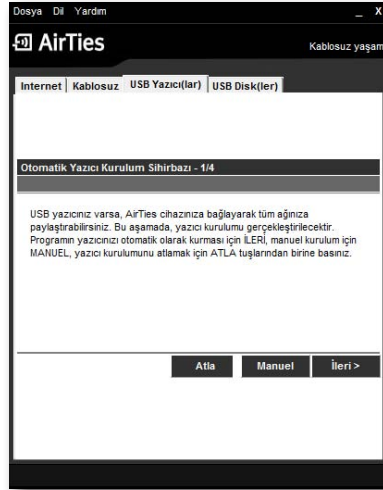 Dosya Dil Yardım _ X
AirTies
Kablosuz yaşam
Internet Kablosuz USB Yazıcı(lar) USB Disk(ler)
Otomatik Yazıcı Kurulum Sihirbazı - 1/4
USB yazıcınız varsa, AirTies cihazınıza bağlayarak tüm ağınıza
paylaştırabilirsiniz. Bu aşamada, yazıcı kurulumu gerçekleştirilecektir.
Programın yazıcınızı otomatik olarak kurması için İLERİ, manuel kurulum için
MANUEL, yazıcı kurulumunu atlamak için ATLA tuşlarından birine basınız.
Atla Manuel İleri >